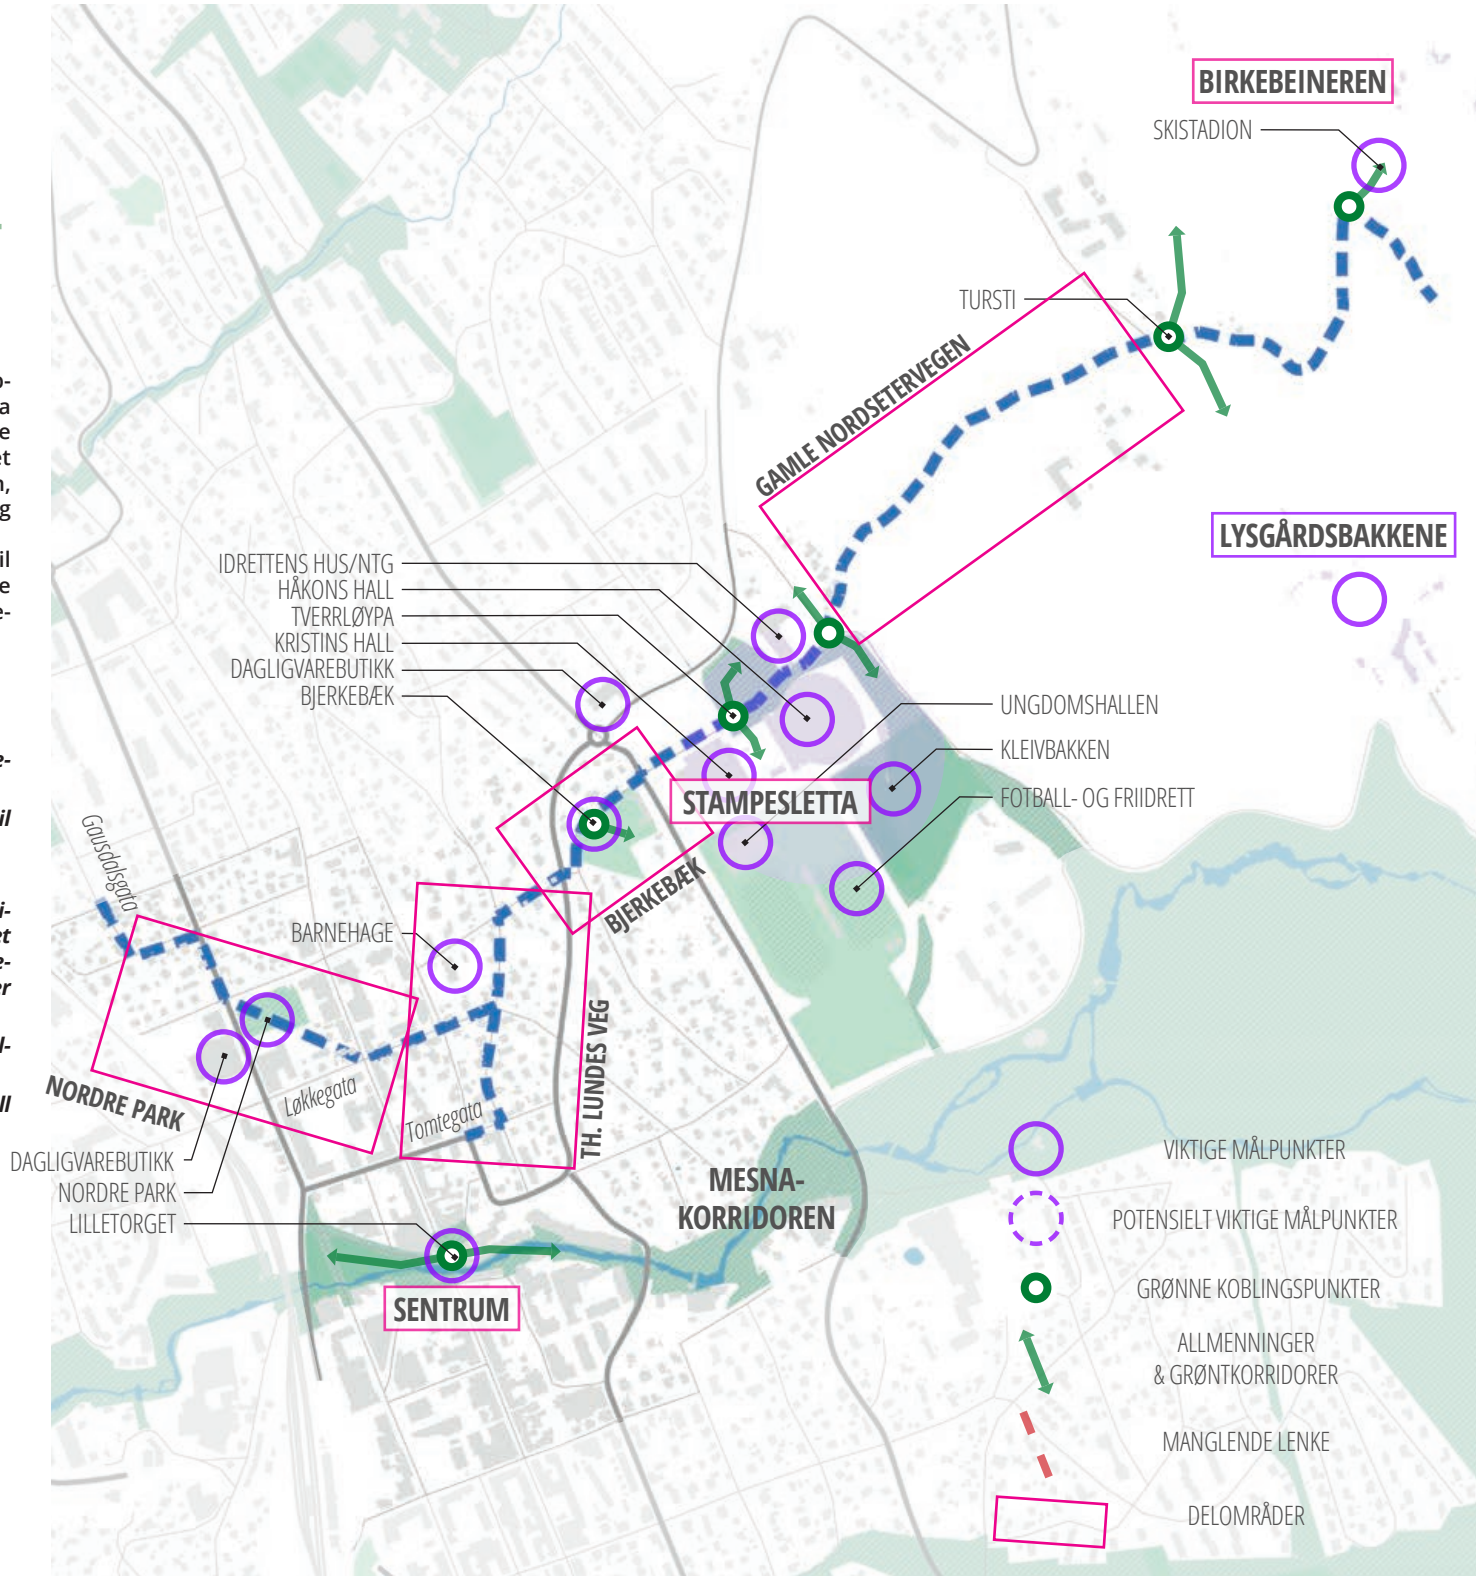 BIRKEBEINEREN
SKISTADION
TURSTI
GAMLE NORDSETERVEGEN
LYSGÅRDSBAKKENE
IDRETTENS HUS/NTG
HÅKONS HALL
TVERRLØYPA
KRISTINS HALL
DAGLIGVAREBUTIKK
BJERKEBÆK
UNGDOMSHALLEN
KLEIVBAKKEN
FOTBALL- OG FRIIDRETT
STAMPESLETTA
BJERKEBÆK
Gausdalsgata
BARNEHAGE
TH. LUNDES VEG
NORDRE PARK
Løkkegata
Tomtegata
DAGLIGVAREBUTIKK
NORDRE PARK
LILLETORGET
MESNA-
KORRIDOREN
SENTRUM
VIKTIGE MÅLPUNKTER
POTENSIELT VIKTIGE MÅLPUNKTER
GRØNNE KOBLINGSPUNKTER
ALLMENNINGER
& GRØNTKORRIDORER
MANGLENDE LENKE
DELOMRÅDER